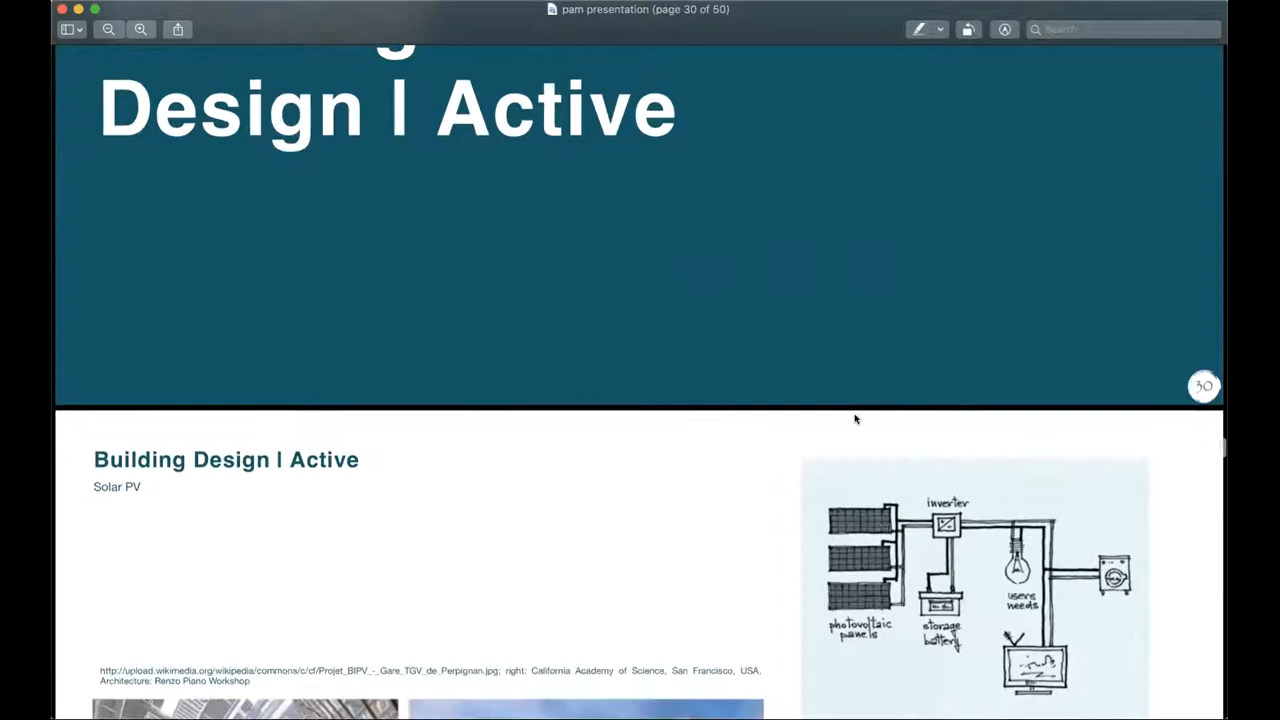 pam presentation (page 30 of 50)
Search
Design | Active
30
Building Design | Active
Solar PV
inverter
photovoltaic
panels
storage
battery
users
needs
http://upload.wikimedia.org/wikipedia/commons/c/cf/Projet_BIPV_-_Gare_TGV_de_Perpignan.jpg; right: California Academy of Science, San Francisco, USA,
Architecture: Renzo Piano Workshop